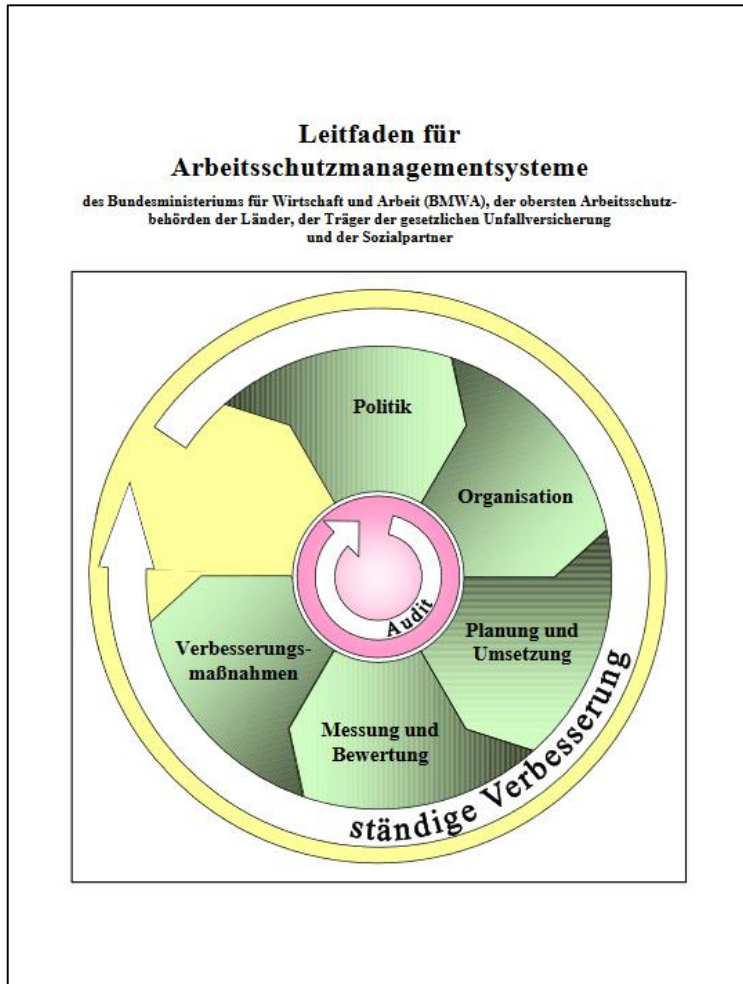 Leitfaden für
Arbeitsschutzmanagementsysteme
des Bundesministeriums für Wirtschaft und Arbeit (BMWA), der obersten Arbeitsschutz-
behörden der Länder, der Träger der gesetzlichen Unfallversicherung
und der Sozialpartner
Politik
Organisation
Planung und
Umsetzung
Messung und
Bewertung
Verbesserungs-
maßnahmen
Audit
ständige Verbesserung